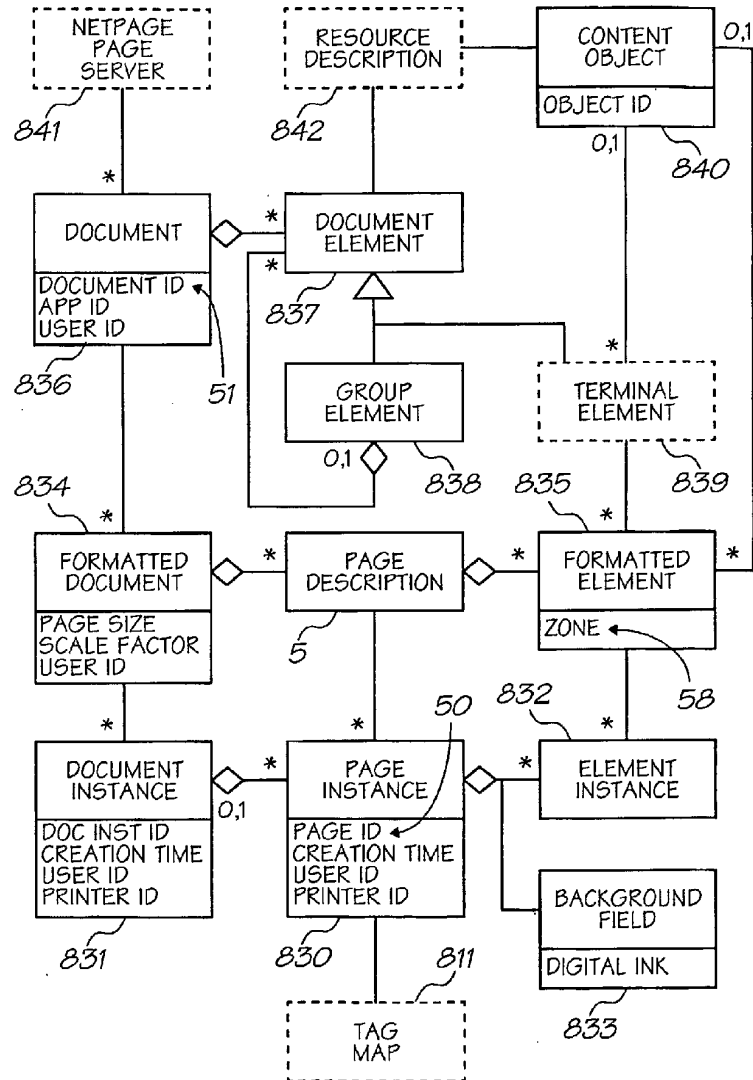 NETPAGE
PAGE
SERVER
841
*
RESOURCE
DESCRIPTION
842
CONTENT
OBJECT
OBJECT ID
0,1
0,1
840
DOCUMENT
DOCUMENT ID
APP ID
USER ID
836
51
*
*
DOCUMENT
ELEMENT
837
GROUP
ELEMENT
0,1
838
*
TERMINAL
ELEMENT
839
834
*
FORMATTED
DOCUMENT
PAGE SIZE
SCALE FACTOR
USER ID
*
PAGE
DESCRIPTION
5
835
*
*
*
FORMATTED
ELEMENT
ZONE
58
*
DOCUMENT
INSTANCE
0,1
DOC INST ID
CREATION TIME
USER ID
PRINTER ID
831
*
*
50
PAGE
INSTANCE
PAGE ID
CREATION TIME
USER ID
PRINTER ID
830
832
*
*
ELEMENT
INSTANCE
BACKGROUND
FIELD
DIGITAL INK
833
811
TAG
MAP